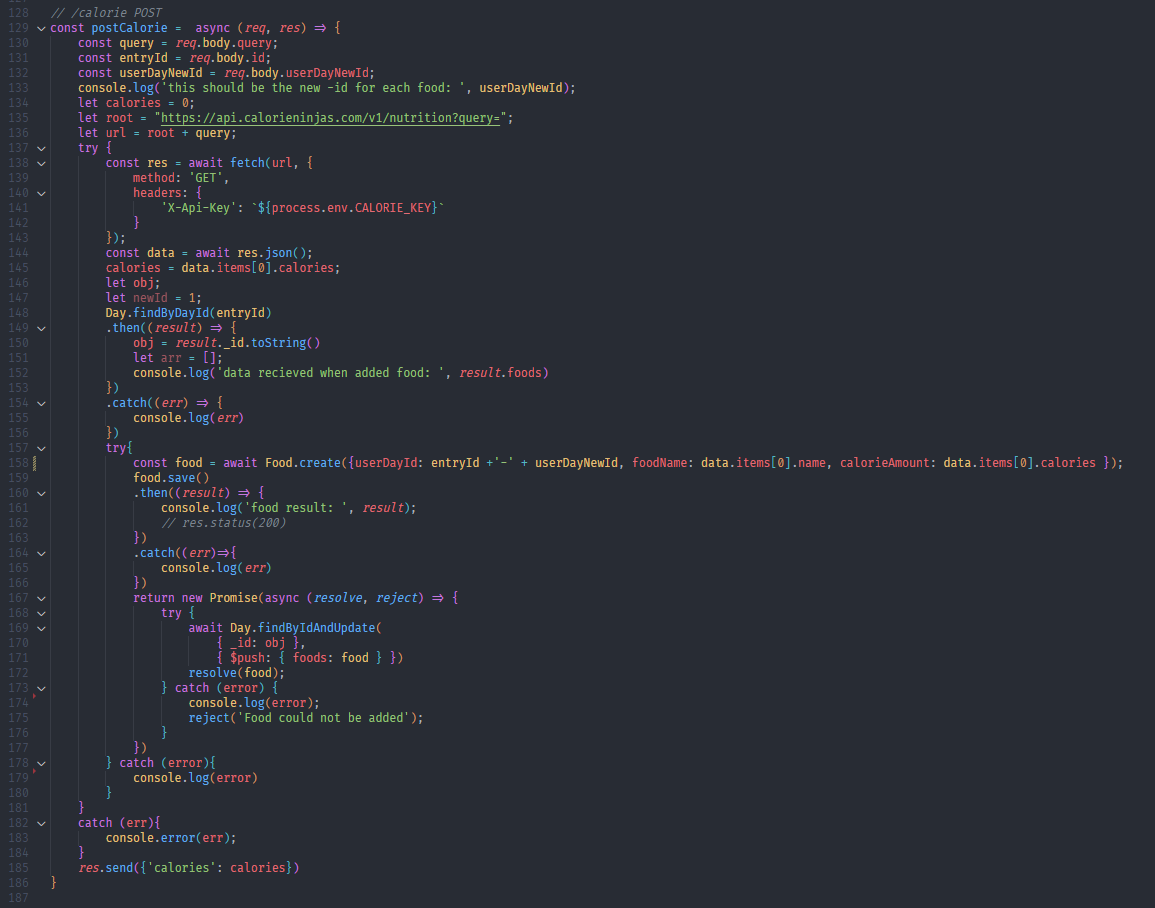 128 // /calorie POST
129 const postCalorie =  async (req, res) => {
130     const query = req.body.query;
131     const entryId = req.body.id;
132     const userDayNewId = req.body.userDayNewId;
133     console.log('this should be the new -id for each food: ', userDayNewId);
134     let calories = 0;
135     let root = "https://api.calorieninjas.com/v1/nutrition?query=";
136     let url = root + query;
137     try {
138         const res = await fetch(url, {
139             method: 'GET',
140             headers: {
141                 'X-Api-Key': `${process.env.CALORIE_KEY}`
142             }
143         });
144         const data = await res.json();
145         calories = data.items[0].calories;
146         let obj;
147         let newId = 1;
148         Day.findByDayId(entryId)
149         .then((result) => {
150             obj = result._id.toString()
151             let arr = [];
152             console.log('data recieved when added food: ', result.foods)
153         })
154         .catch((err) => {
155             console.log(err)
156         })
157         try{
158             const food = await Food.create({userDayId: entryId +'-' + userDayNewId, foodName: data.items[0].name, calorieAmount: data.items[0].calories });
159             food.save()
160             .then((result) => {
161                 console.log('food result: ', result);
162                 // res.status(200)
163             })
164             .catch((err)=>{
165                 console.log(err)
166             })
167             return new Promise(async (resolve, reject) => {
168                 try {
169                     await Day.findByIdAndUpdate(
170                         { _id: obj },
171                         { $push: { foods: food } })
172                     resolve(food);
173                 } catch (error) {
174                     console.log(error);
175                     reject('Food could not be added');
176                 }
177             })
178         } catch (error){
179             console.log(error)
180         }
181     }
182     catch (err){
183         console.error(err);
184     }
185     res.send({'calories': calories})
186 }
187